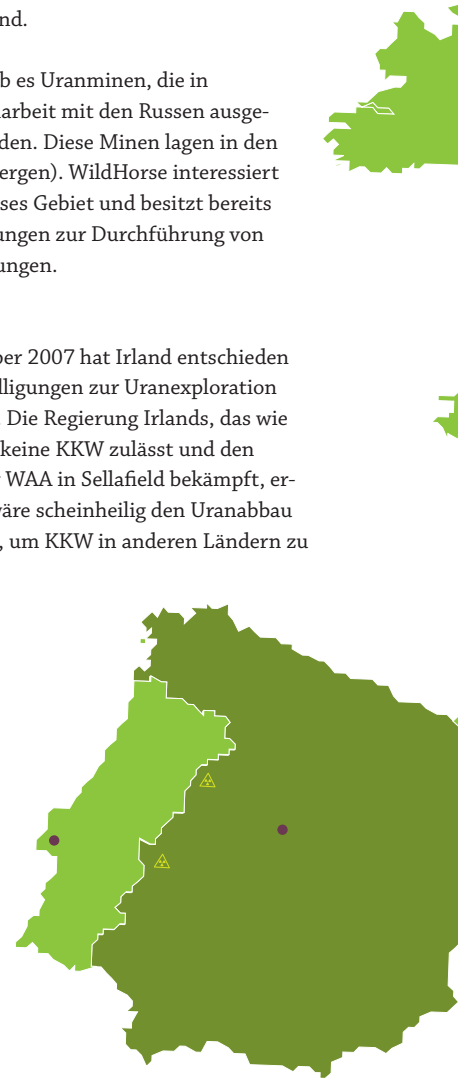 nd.
b es Uranminen, die in
arbeit mit den Russen ausge-
den. Diese Minen lagen in den
ergen). WildHorse interessiert
ses Gebiet und besitzt bereits
ungen zur Durchführung von
ungen.
ber 2007 hat Irland entschieden
lligungen zur Uranexploration
. Die Regierung Irlands, das wie
keine KKW zulässt und den
r WAA in Sellafield bekämpft, er-
wäre scheinheilig den Uranabbau
, um KKW in anderen Ländern zu